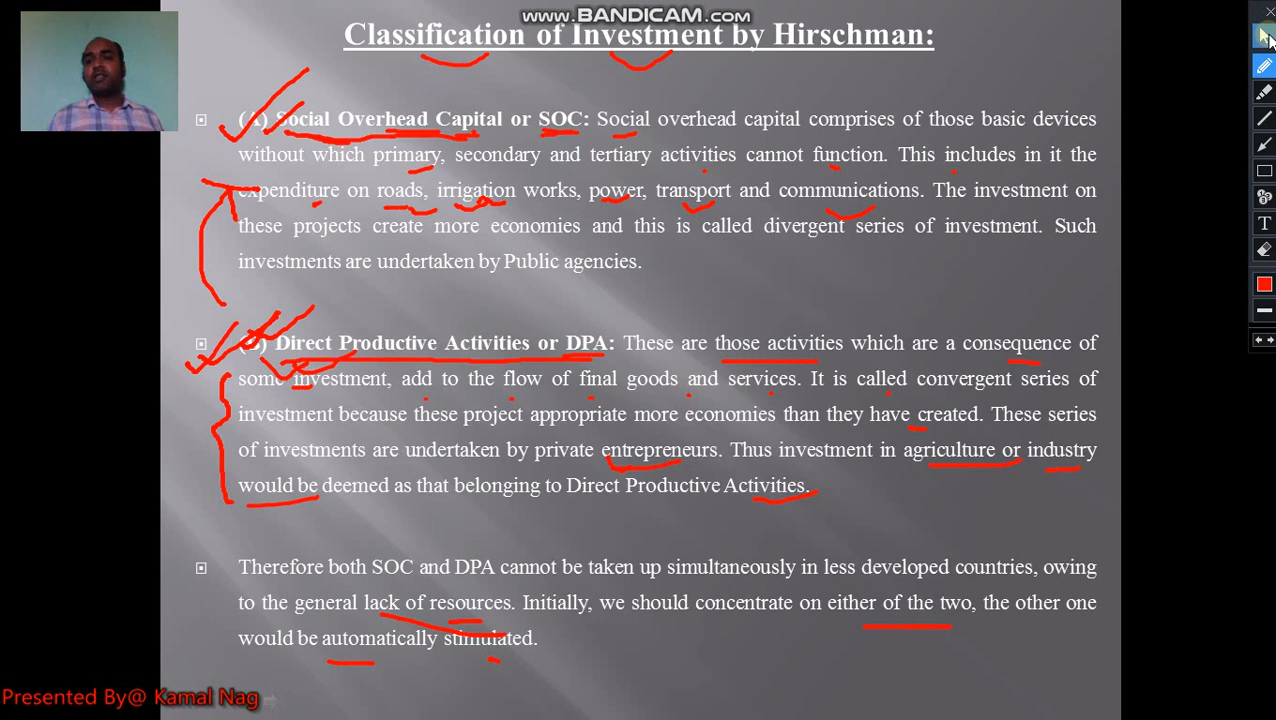 www.BANDICAM.com
Classification of Investment by Hirschman:
(A) Social Overhead Capital or SOC: Social overhead capital comprises of those basic devices
without which primary, secondary and tertiary activities cannot function. This includes in it the
expenditure on roads, irrigation works, power, transport and communications. The investment on
these projects create more economies and this is called divergent series of investment. Such
investments are undertaken by Public agencies.
(B) Direct Productive Activities or DPA: These are those activities which are a consequence of
some investment, add to the flow of final goods and services. It is called convergent series of
investment because these project appropriate more economies than they have created. These series
of investments are undertaken by private entrepreneurs. Thus investment in agriculture or industry
would be deemed as that belonging to Direct Productive Activities.
Therefore both SOC and DPA cannot be taken up simultaneously in less developed countries, owing
to the general lack of resources. Initially, we should concentrate on either of the two, the other one
would be automatically stimulated.
Presented By@ Kamal Nag